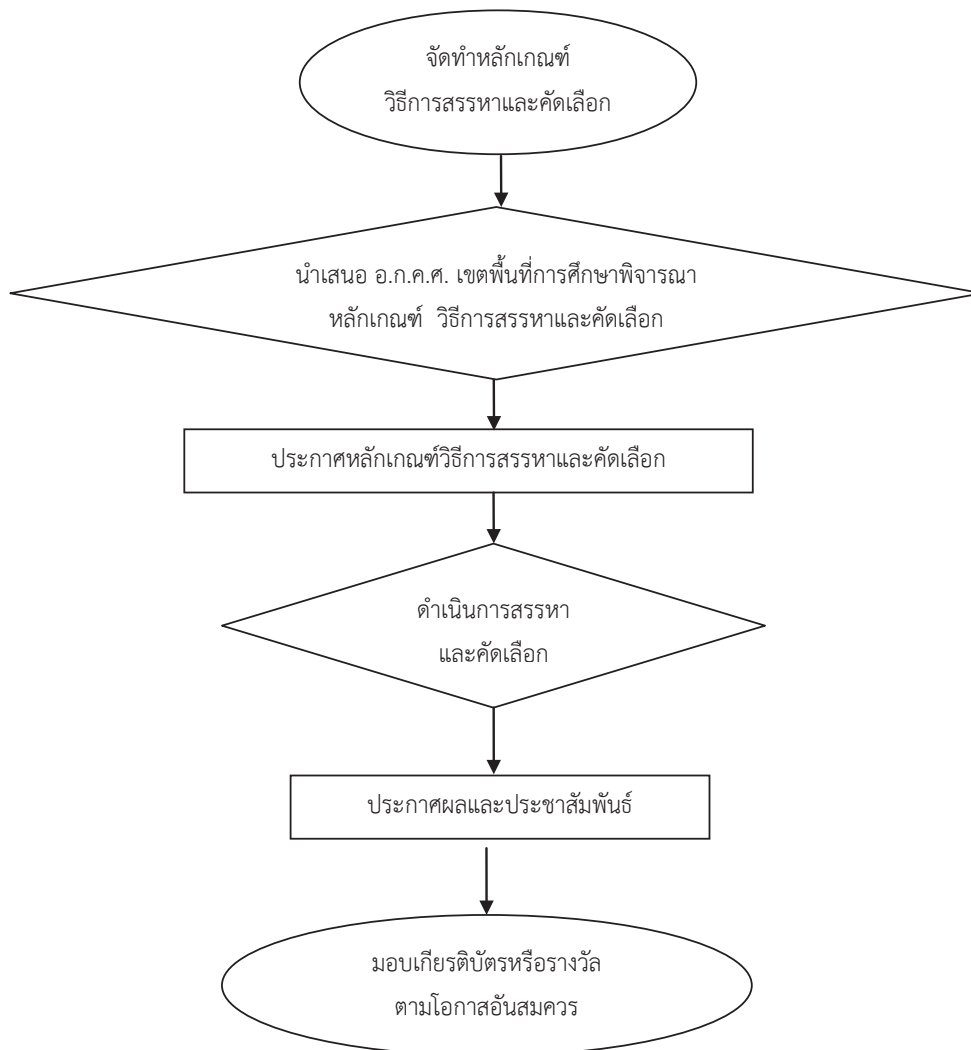 จัดทำหลักเกณฑ์
วิธีการสรรหาและคัดเลือก
นำเสนอ อ.ก.ค.ศ. เขตพื้นที่การศึกษาพิจารณา
หลักเกณฑ์ วิธีการสรรหาและคัดเลือก
ประกาศหลักเกณฑ์วิธีการสรรหาและคัดเลือก
ดำเนินการสรรหา
และคัดเลือก
ประกาศผลและประชาสัมพันธ์
มอบเกียรติบัตรหรือรางวัล
ตามโอกาสอันสมควร